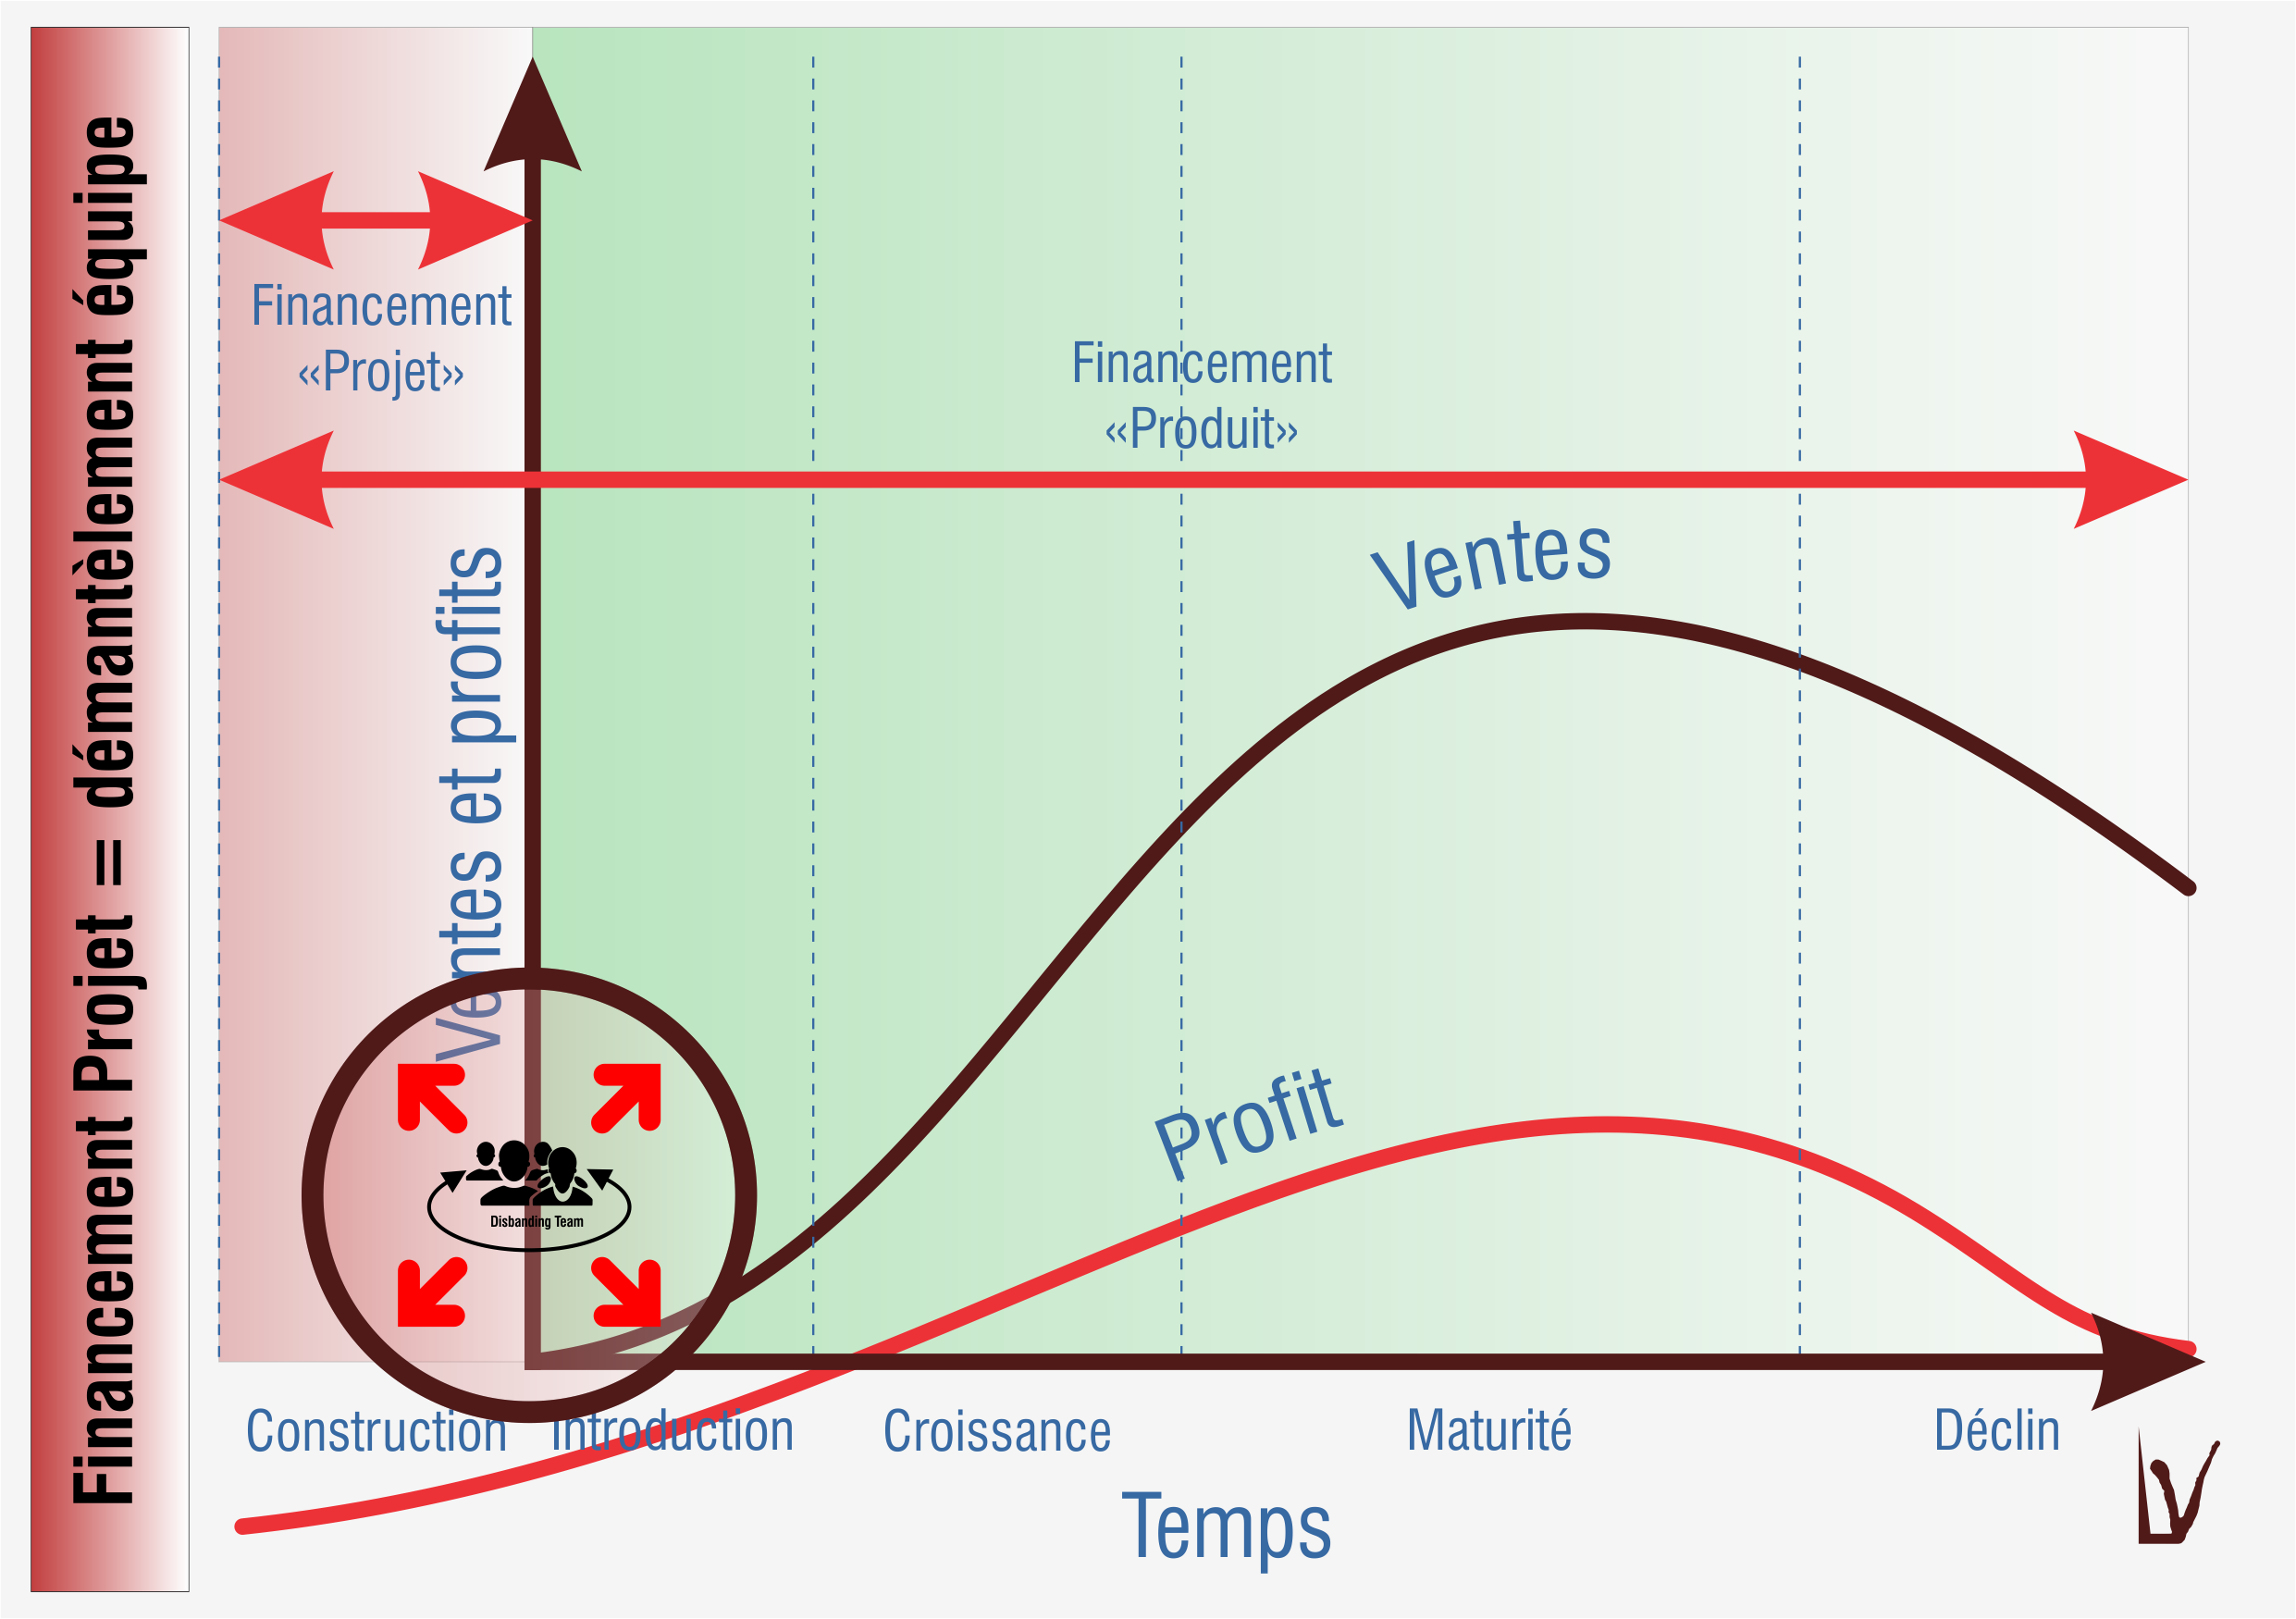 Financement Projet = démantèlement équipe
Financement
«Projet»
Financement
«Produit»
Ventes et profits
Ventes
Profit
Disbanding Team
Construction
Introduction
Croissance
Maturité
Déclin
Temps